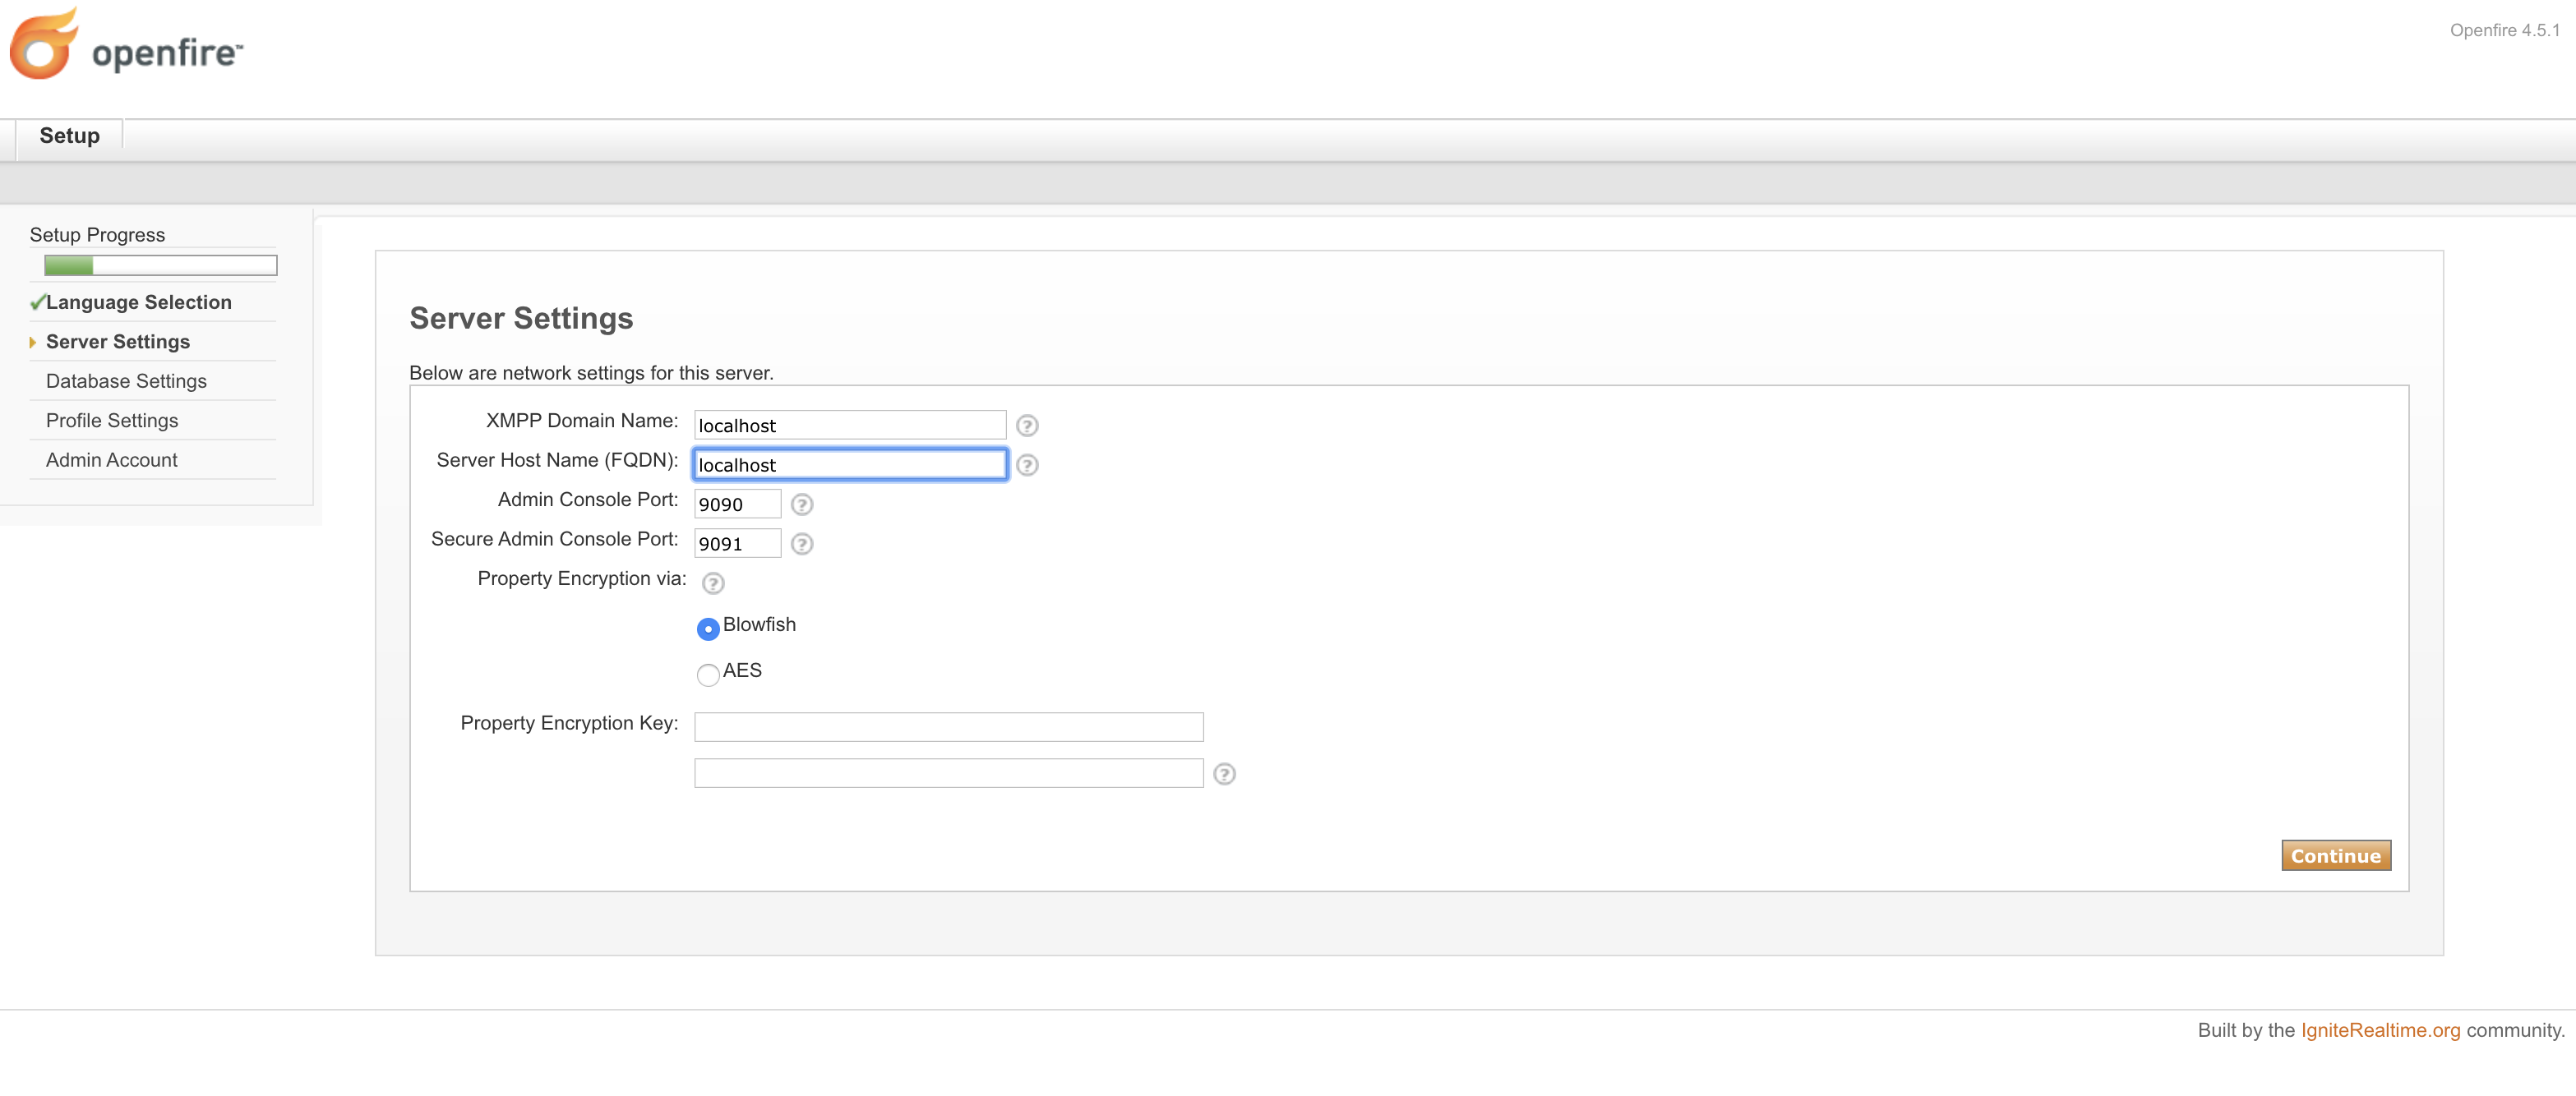 openfire™
Openfire 4.5.1
Setup
Setup Progress
Language Selection
Server Settings
Database Settings
Profile Settings
Admin Account
Server Settings
Below are network settings for this server.
XMPP Domain Name: localhost ?
Server Host Name (FQDN): localhost ?
Admin Console Port: 9090 ?
Secure Admin Console Port: 9091 ?
Property Encryption via: ?
Blowfish
AES
Property Encryption Key:
?
Continue
Built by the IgniteRealtime.org community.